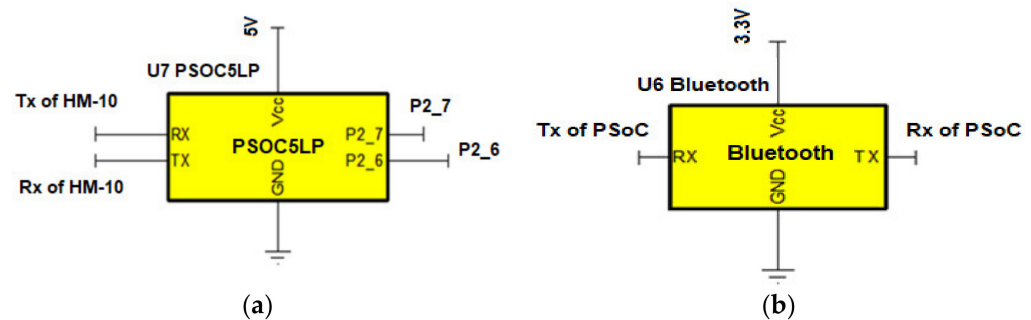 5V
U7 PSOC5LP
Tx of HM-10
Vcc
P2_7
RX
P2_7
PSOC5LP
TX
P2_6
P2_6
GND
Rx of HM-10
(a)
3.3V
U6 Bluetooth
Tx of PSoC
Vcc
Rx of PSoC
RX
Bluetooth
TX
GND
(b)